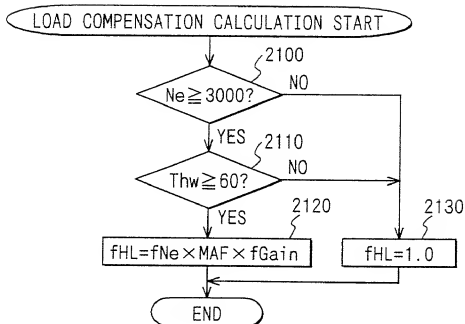 LOAD COMPENSATION CALCULATION START
2100
Ne≧3000?
NO
YES
2110
Thw≧60?
NO
YES
2120
2130
fHL=fNe×MAF×fGain
fHL=1.0
END